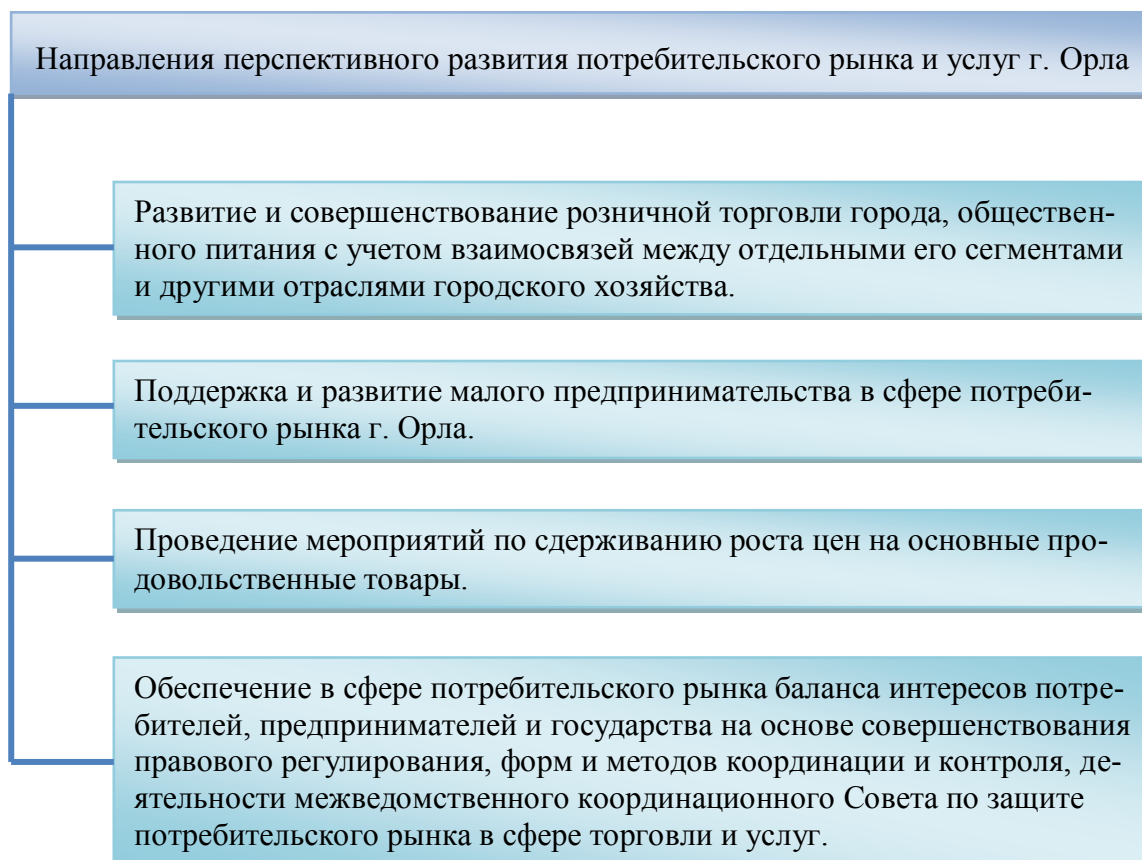 Направления перспективного развития потребительского рынка и услуг г. Орла
Развитие и совершенствование розничной торговли города, обществен-
ного питания с учетом взаимосвязей между отдельными его сегментами
и другими отраслями городского хозяйства.
Поддержка и развитие малого предпринимательства в сфере потреби-
тельского рынка г. Орла.
Проведение мероприятий по сдерживанию роста цен на основные про-
довольственные товары.
Обеспечение в сфере потребительского рынка баланса интересов потре-
бителей, предпринимателей и государства на основе совершенствования
правового регулирования, форм и методов координации и контроля, де-
ятельности межведомственного координационного Совета по защите
потребительского рынка в сфере торговли и услуг.